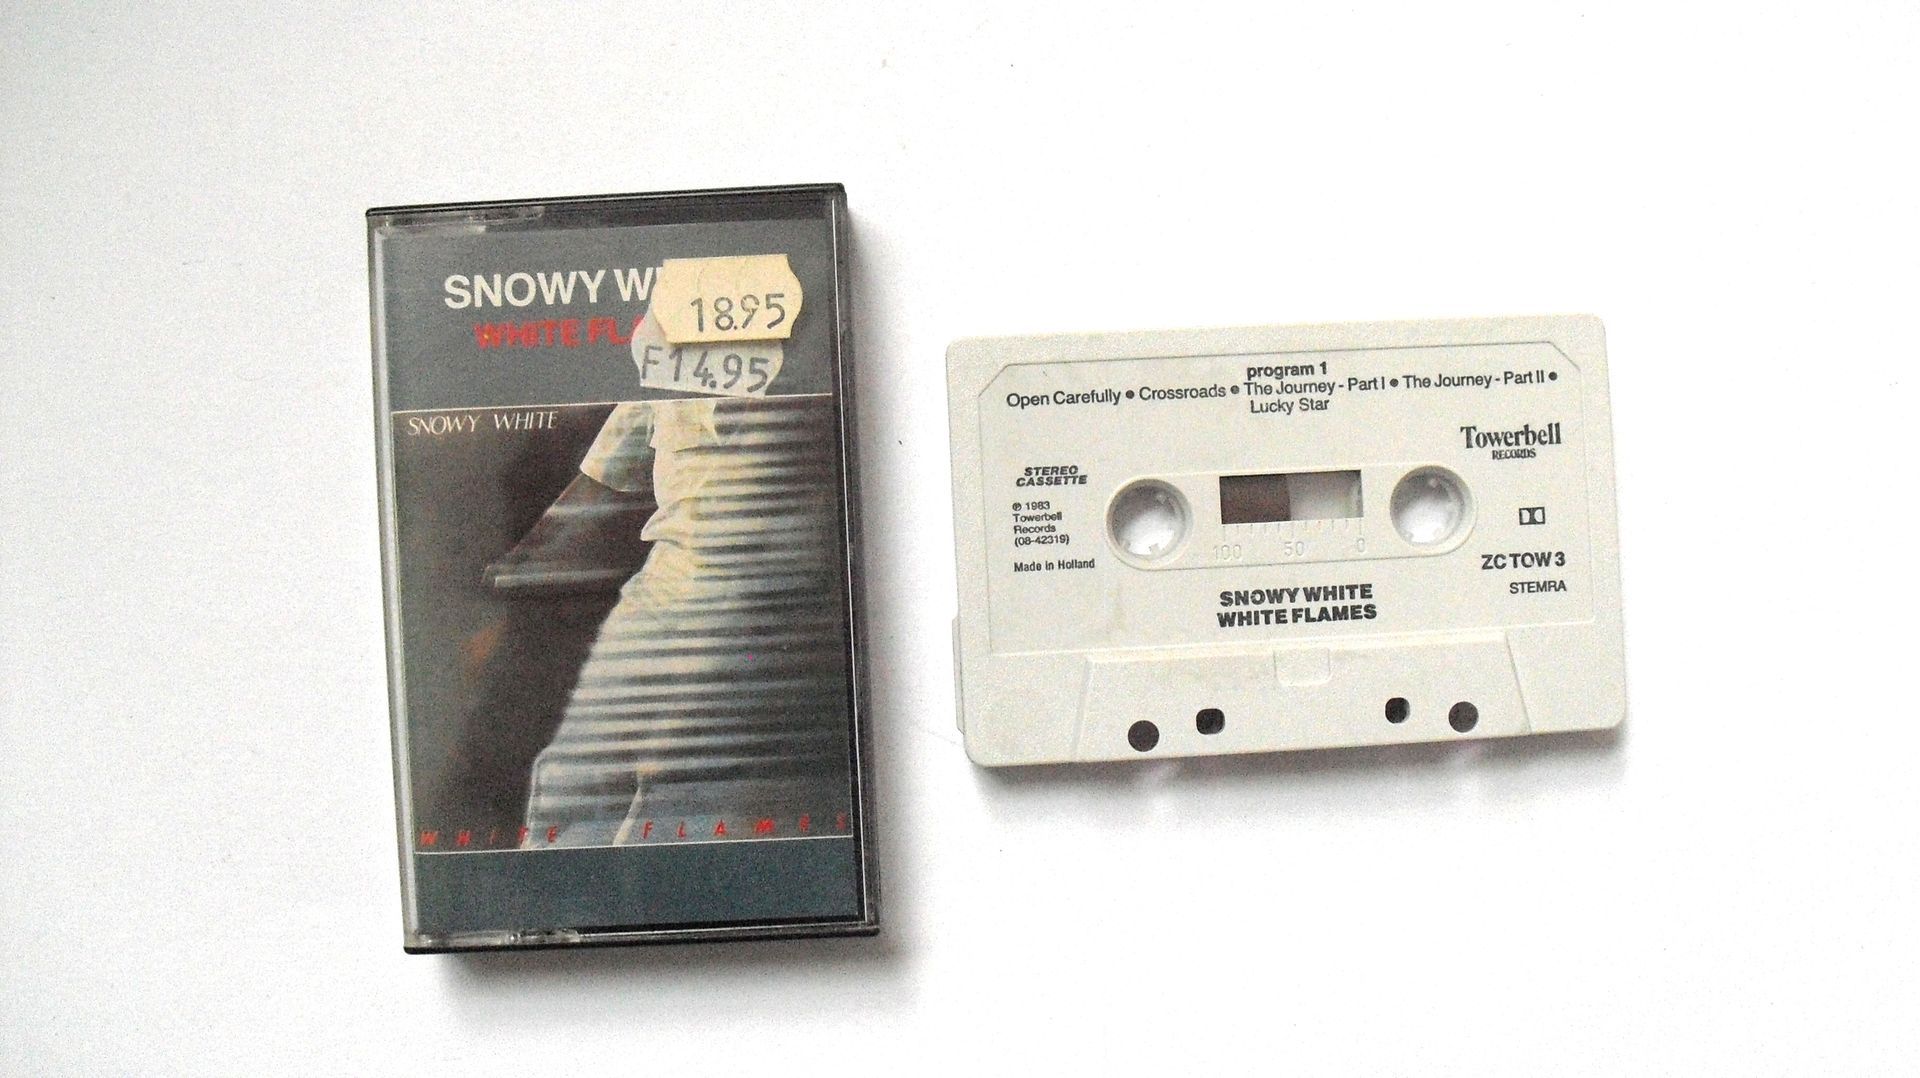 SNOWY
18.95
WHITE
F14.95
SNOWY WHITE
WHITE FLAMES
program 1
Open Carefully • Crossroads • The Journey - Part I • The Journey - Part II •
Lucky Star
Towerbell
RECORDS
STEREO
CASSETTE
℗ 1983
Towerbell
Records
(08-42319)
Made in Holland
100 50 0
ZC TOW 3
STEMRA
SNOWY WHITE
WHITE FLAMES